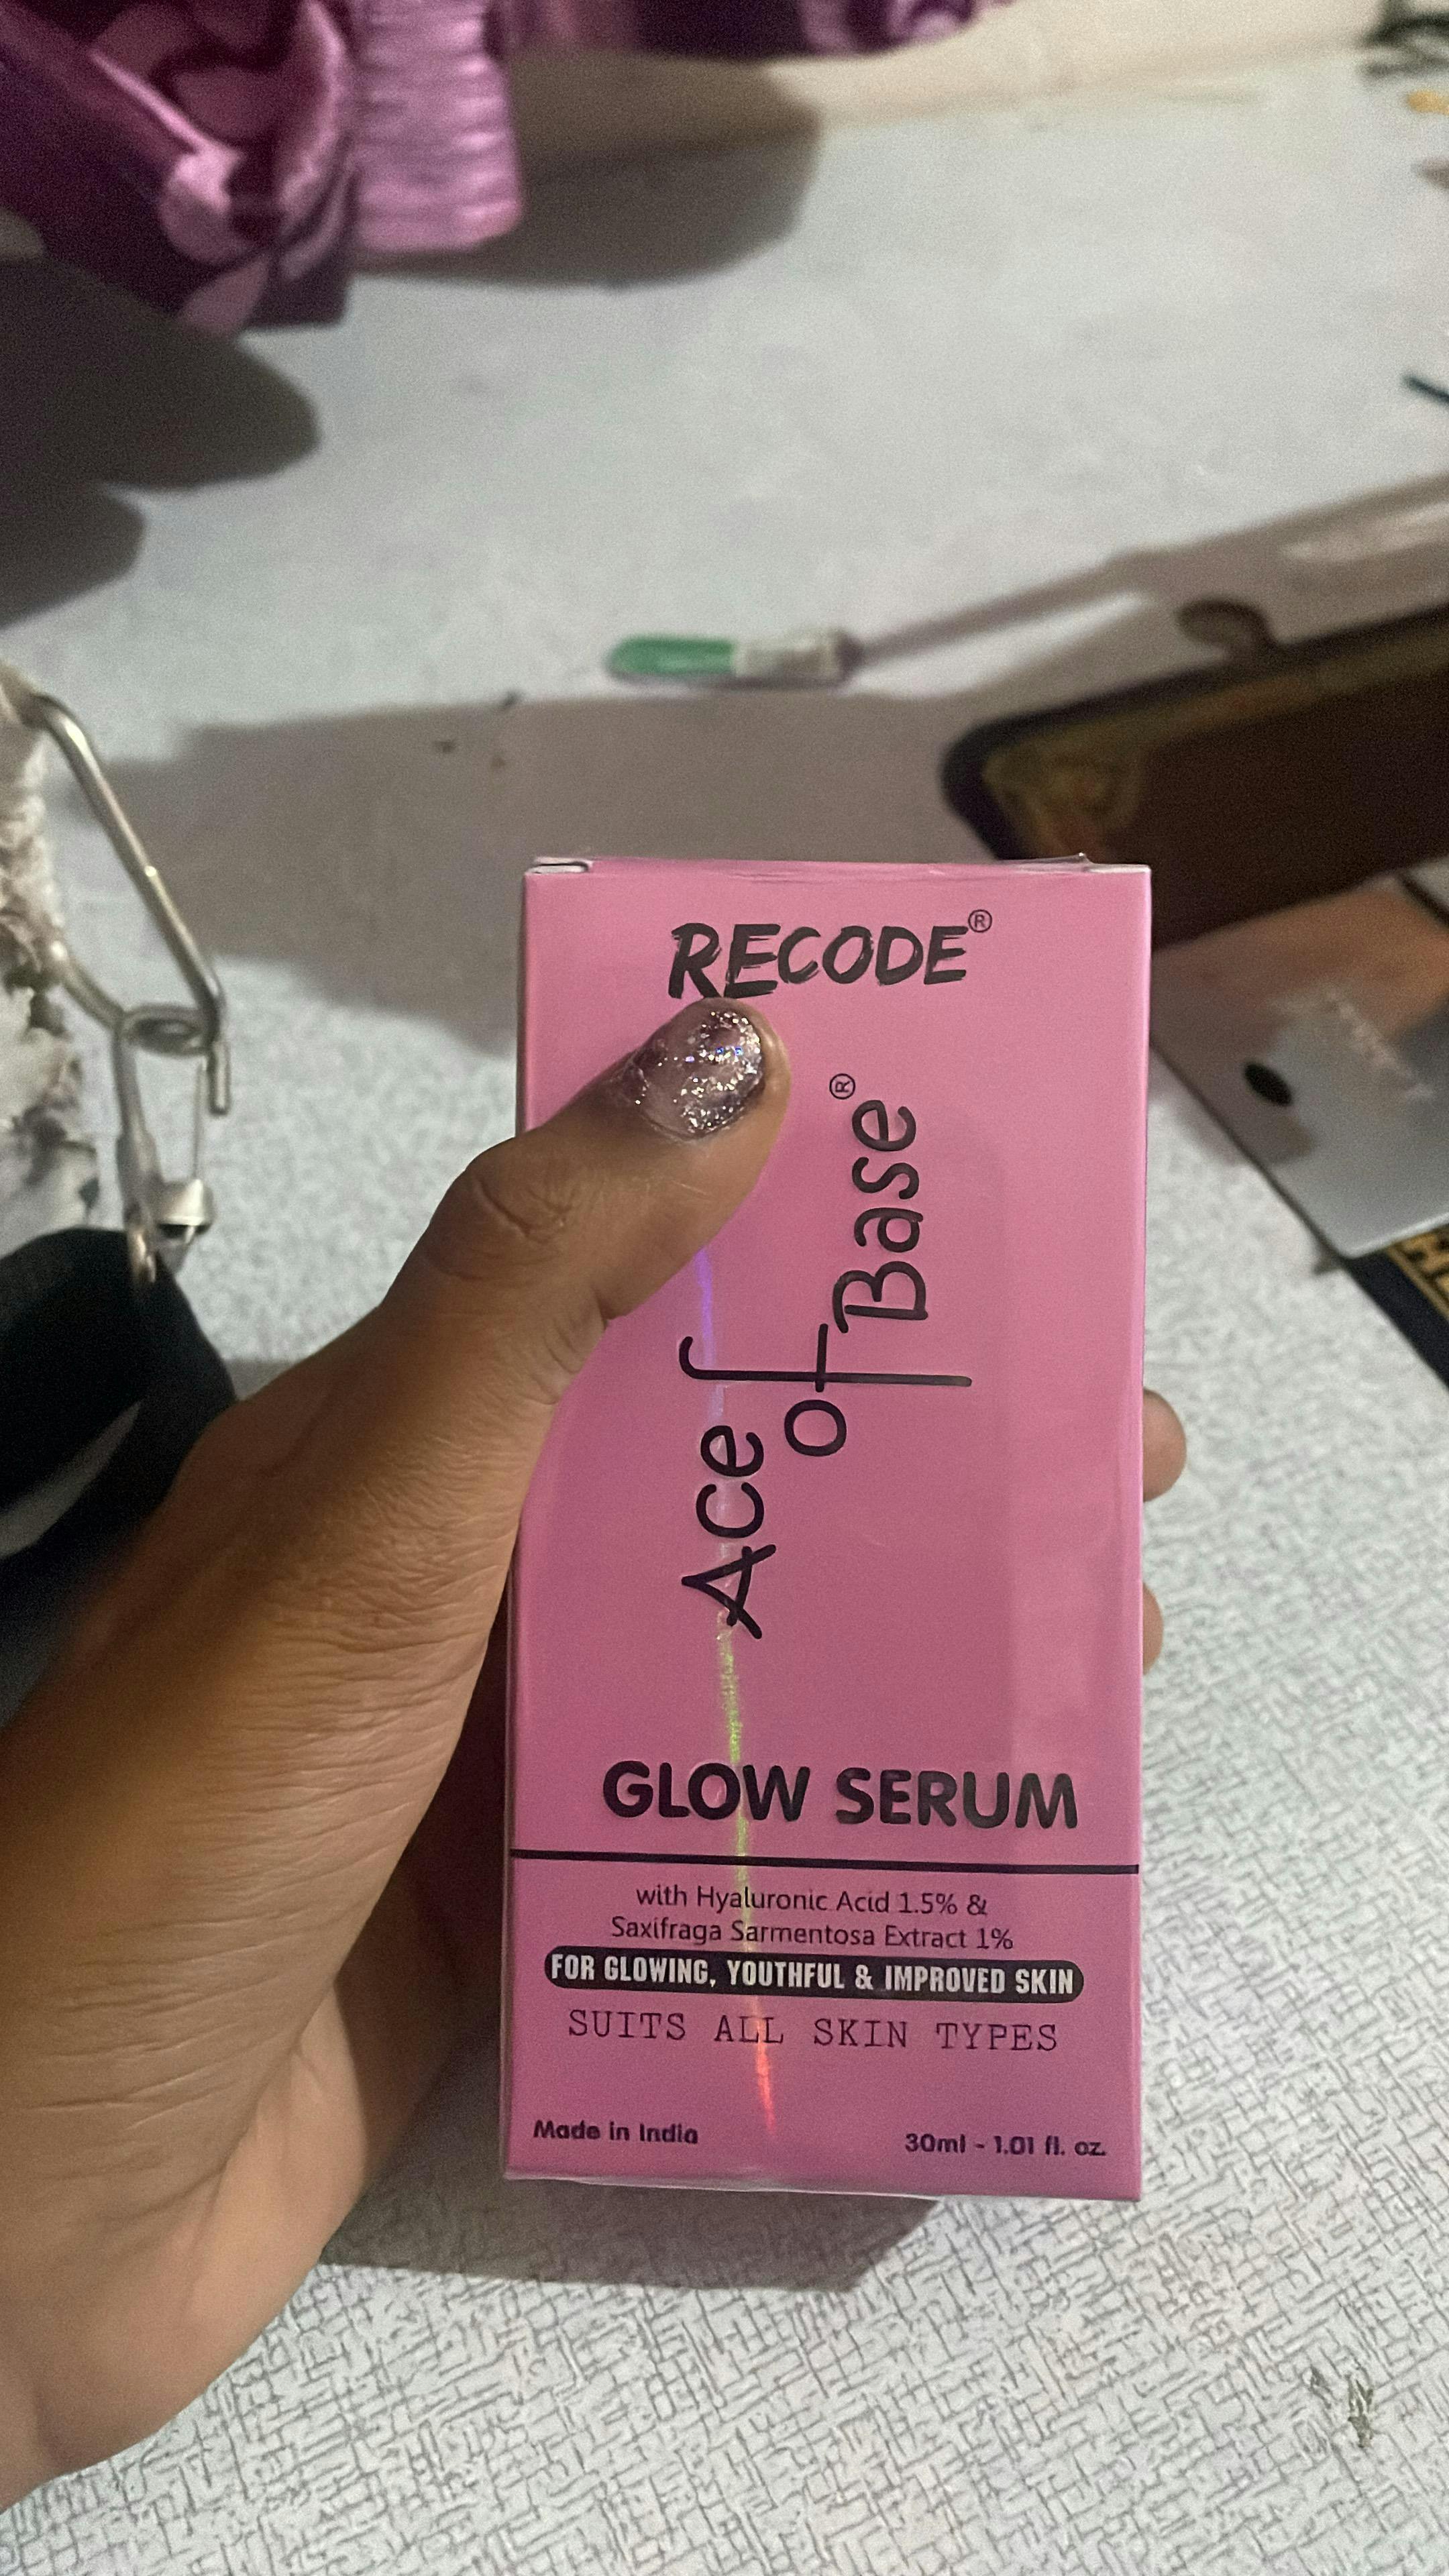 RECODE®
Ace of Base®
GLOW SERUM
with Hyaluronic Acid 1.5% &
Saxifraga Sarmentosa Extract 1%
FOR GLOWING, YOUTHFUL & IMPROVED SKIN
SUITS ALL SKIN TYPES
Made in India
30ml - 1.01 fl. oz.